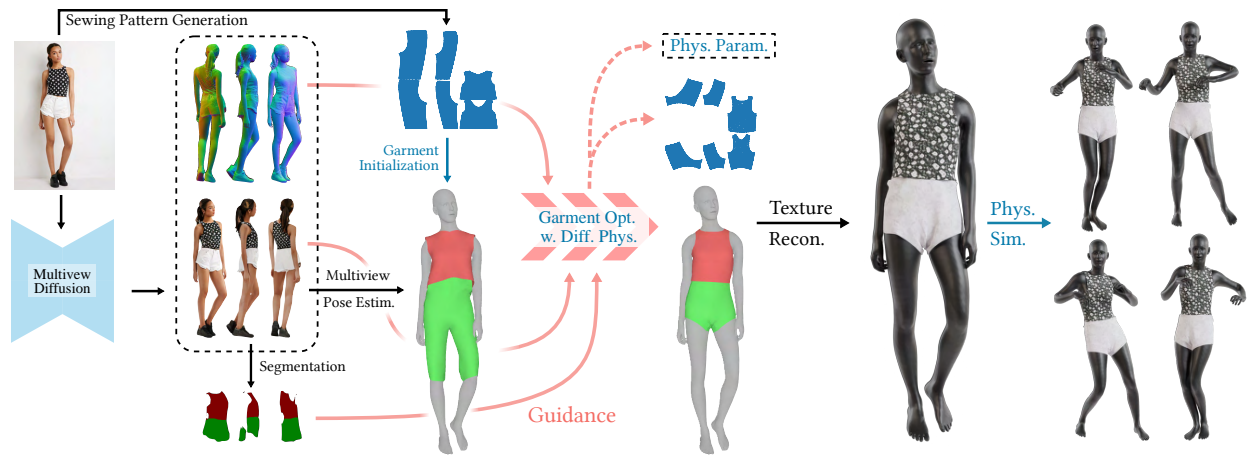 Sewing Pattern Generation
Phys. Param.
Garment
Initialization
Multivew
Diffusion
Multiview
Pose Estim.
Segmentation
Garment Opt.
w. Diff. Phys.
Guidance
Texture
Recon.
Phys.
Sim.